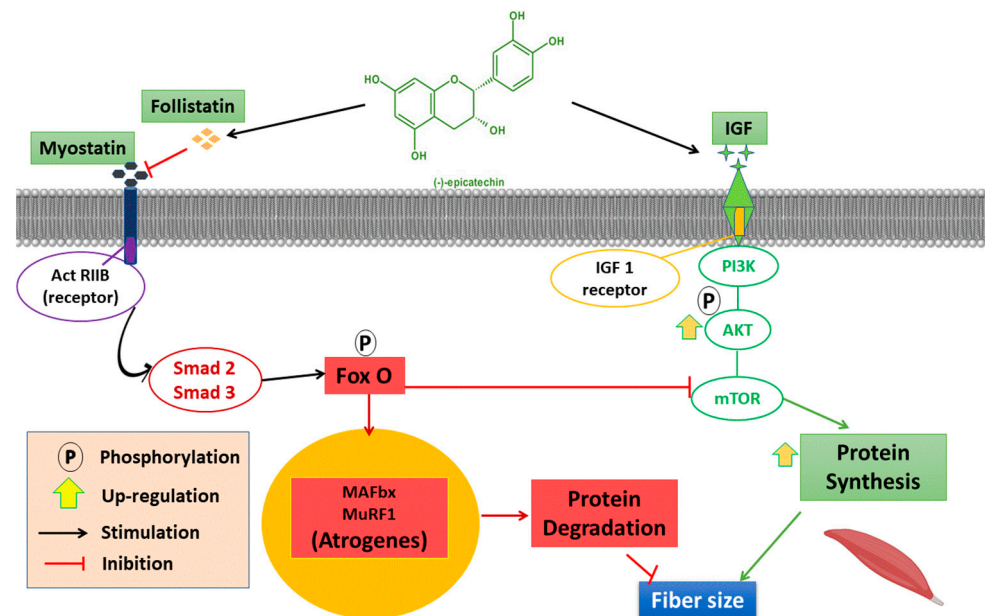 OH
OH
HO
O
OH
OH
(-)-epicatechin
Follistatin
Myostatin
IGF
Act RIIB
(receptor)
IGF 1
receptor
PI3K
P
AKT
mTOR
Smad 2
Smad 3
P
Fox O
MAFbx
MuRF1
(Atrogenes)
Protein
Degradation
Protein
Synthesis
Fiber size
P Phosphorylation
Up-regulation
Stimulation
Inibition